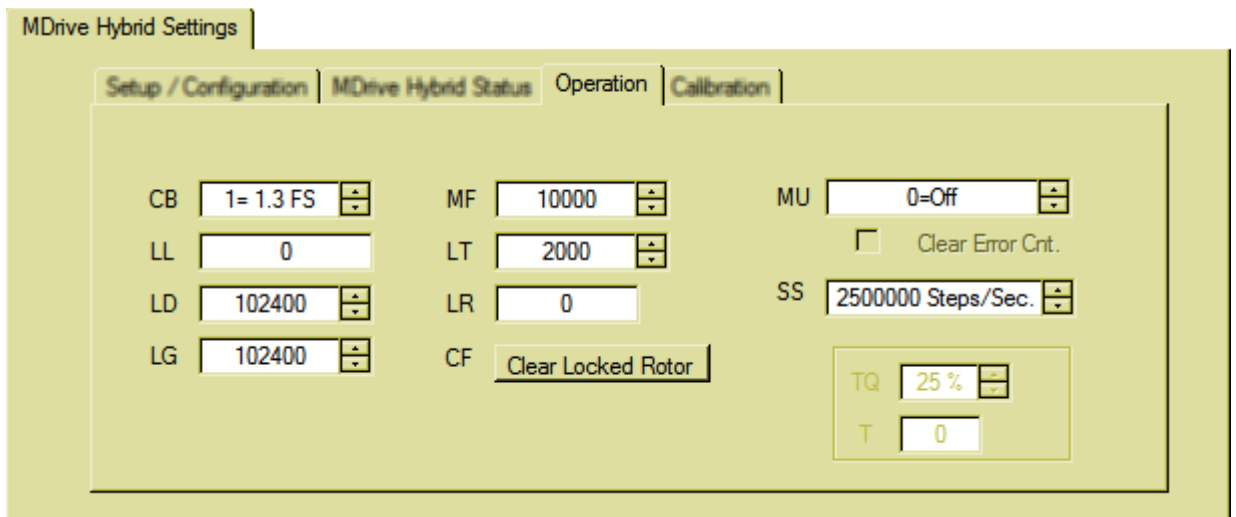 MDrive Hybrid Settings
Setup / Configuration MDrive Hybrid Status Operation Calibration
CB 1= 1.3 FS MF 10000 MU 0=Off
LL 0 LT 2000 Clear Error Cnt.
LD 102400 LR 0 SS 2500000 Steps/Sec.
LG 102400 CF Clear Locked Rotor
TQ 25 %
T 0